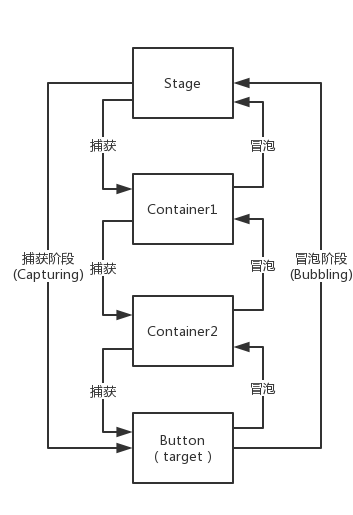 Stage
捕获
冒泡
Container1
捕获阶段
(Capturing)
捕获
冒泡
冒泡阶段
(Bubbling)
Container2
捕获
冒泡
Button
( target )